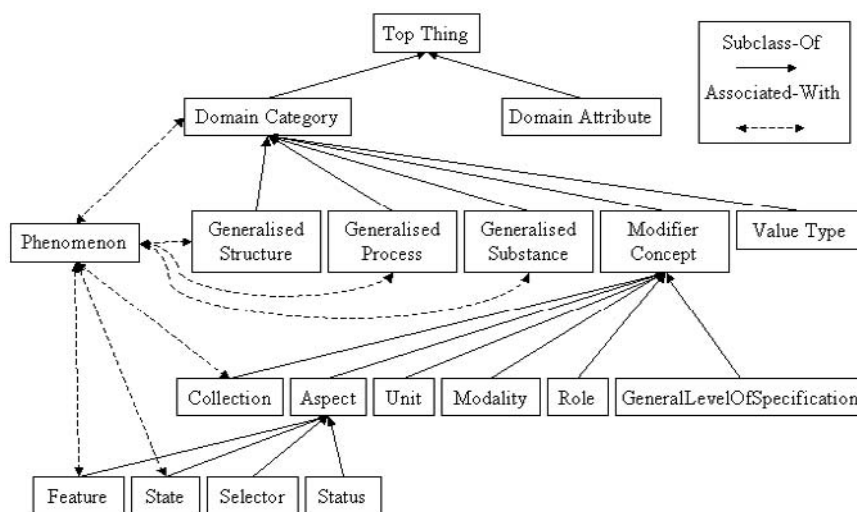 Top Thing
Subclass-Of
Associated-With
Domain Category
Domain Attribute
Phenomenon
Generalised
Structure
Generalised
Process
Generalised
Substance
Modifier
Concept
Value Type
Collection
Aspect
Unit
Modality
Role
GeneralLevelOfSpecification
Feature
State
Selector
Status